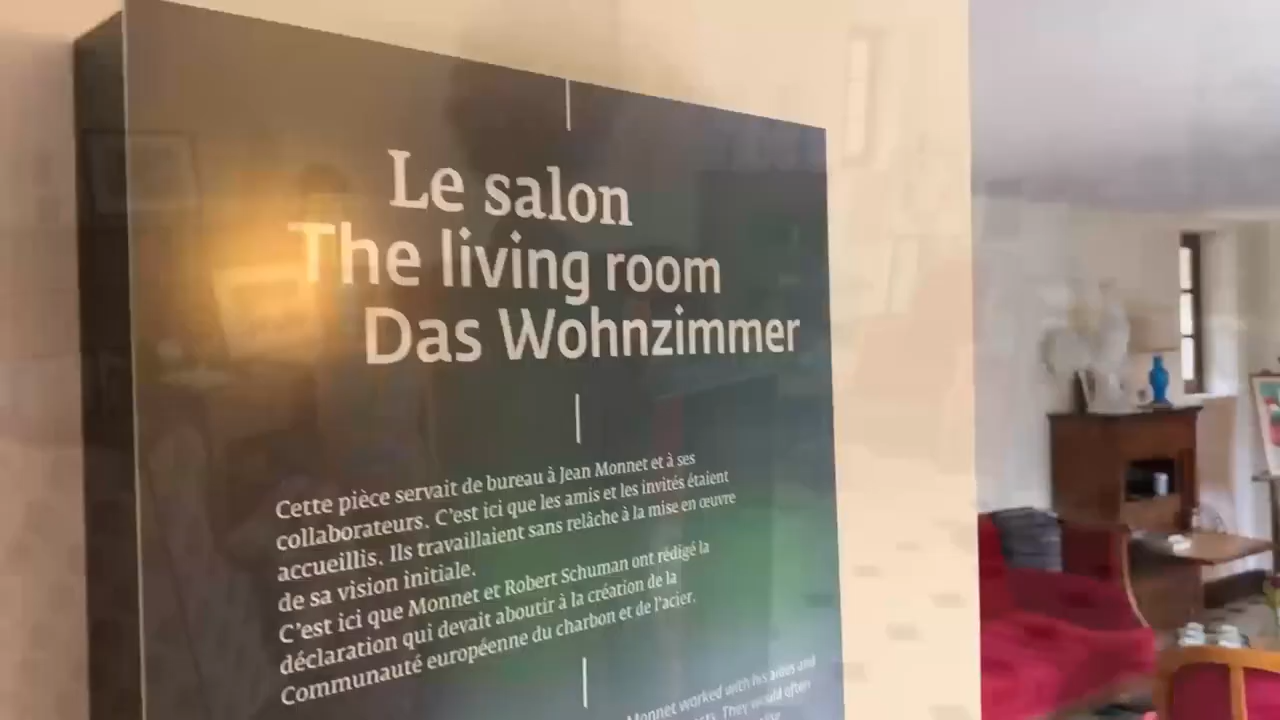 Le salon
The living room
Das Wohnzimmer
Cette pièce servait de bureau à Jean Monnet et à ses
collaborateurs. C'est ici que les amis et les invités étaient
accueillis. Ils travaillaient sans relâche à la mise en œuvre
de sa vision initiale.
C'est ici que Monnet et Robert Schuman ont rédigé la
déclaration qui devait aboutir à la création de la
Communauté européenne du charbon et de l'acier.
Monnet worked with his and
They would often